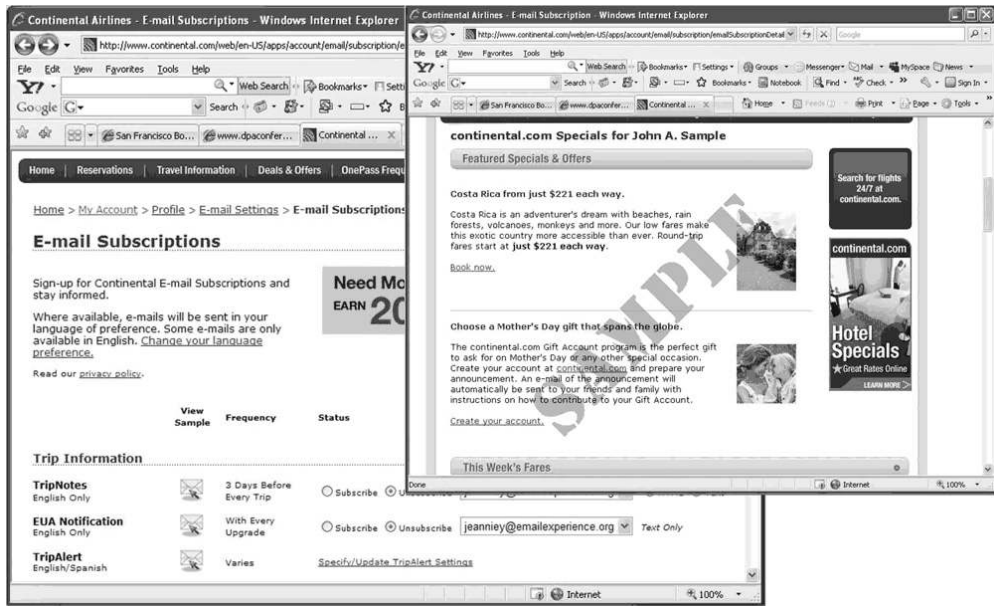 Continental Airlines - E-mail Subscriptions - Windows Internet Explorer
http://www.continental.com/web/en-US/apps/account/email/subscription/e
File Edit View Favorites Tools Help
Y7 Web Search Bookmarks Settings
Google G Search
San Francisco Bo... www.dpaconfer... Continental ... X
Home | Reservations | Travel Information | Deals & Offers | OnePass Frequ
Home > My Account > Profile > E-mail Settings > E-mail Subscriptions
E-mail Subscriptions
Sign-up for Continental E-mail Subscriptions and
stay informed.
Where available, e-mails will be sent in your
language of preference. Some e-mails are only
available in English. Change your language
preference.
Read our privacy policy.
Need Mo
EARN 20
View
Sample Frequency Status
Trip Information
TripNotes
English Only
3 Days Before
Every Trip
Subscribe
EUA Notification
English Only
With Every
Upgrade
Subscribe Unsubscribe jeanniey@emailexperience.org Text Only
TripAlert
English/Spanish
Varies
Specify/Update TripAlert Settings
Internet 100%
Continental Airlines - E-mail Subscription - Windows Internet Explorer
http://www.continental.com/web/en-US/apps/account/email/subscription/emailSubscriptionDetail
Google
File Edit View Favorites Tools Help
Y7 Web Search Bookmarks Settings Groups Messenger Mail MySpace News
Google G Search Bookmarks Notebook Find Check Sign In
San Francisco Bo... www.dpaconfer... Continental ... X Home Feeds (2) Print Page Tools
continental.com Specials for John A. Sample
Featured Specials & Offers
Costa Rica from just $221 each way.
Costa Rica is an adventurer's dream with beaches, rain
forests, volcanoes, monkeys and more. Our low fares make
this exotic country more accessible than ever. Round-trip
fares start at just $221 each way.
Book now.
Choose a Mother's Day gift that spans the globe.
The continental.com Gift Account program is the perfect gift
to ask for on Mother's Day or any other special occasion.
Create your account at continental.com and prepare your
announcement. An e-mail of the announcement will
automatically be sent to your friends and family with
instructions on how to contribute to your Gift Account.
Create your account.
SAMPLE
This Week's Fares
Search for flights
24/7 at
continental.com.
continental.com
Hotel
Specials
Great Rates Online
LEARN MORE
Done Internet 100%